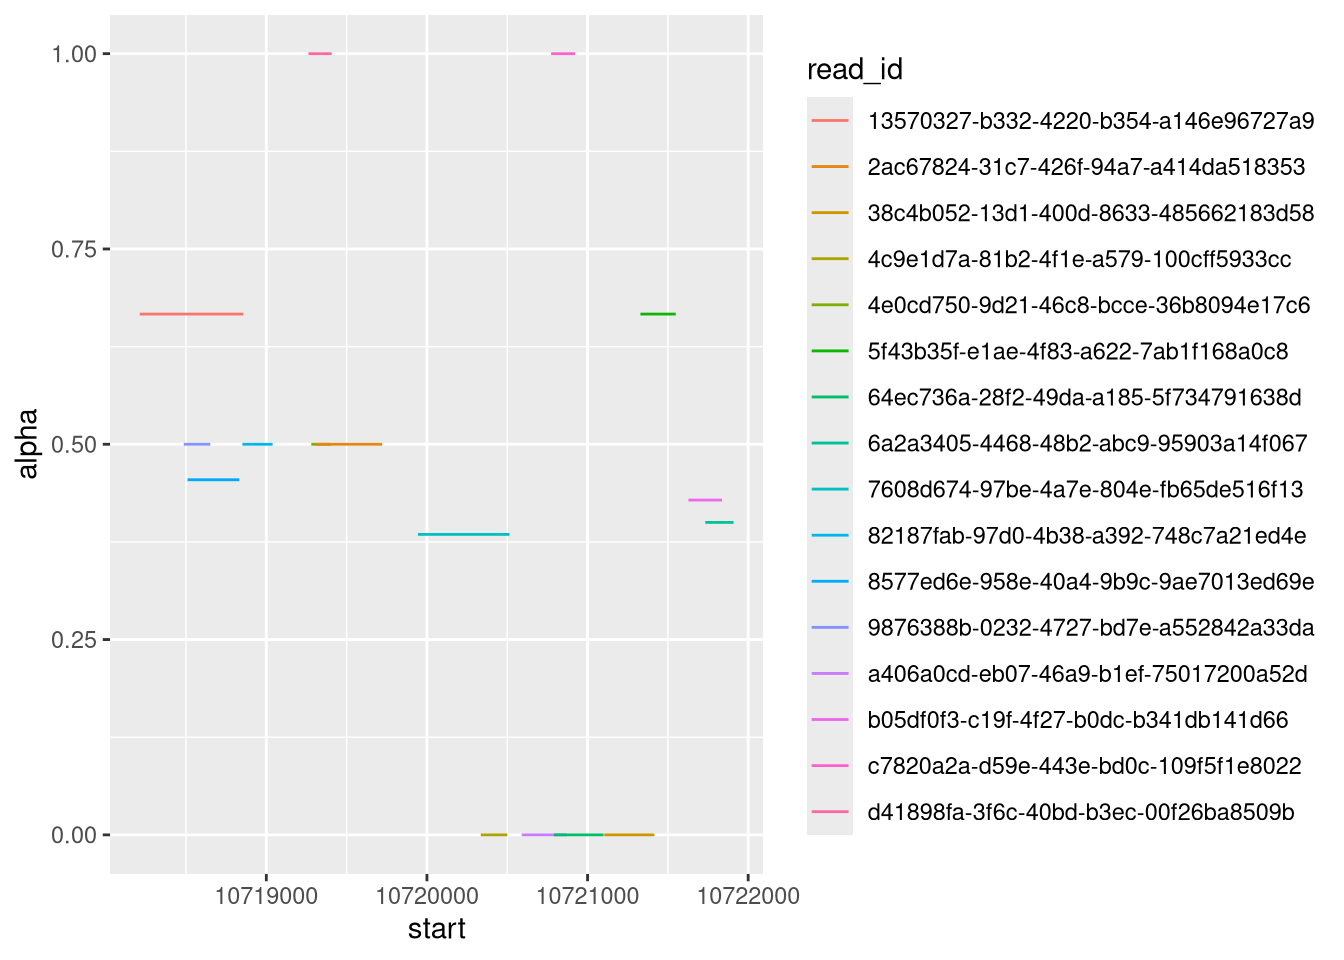 read_id
13570327-b332-4220-b354-a146e96727a9
2ac67824-31c7-426f-94a7-a414da518353
38c4b052-13d1-400d-8633-485662183d58
4c9e1d7a-81b2-4f1e-a579-100cff5933cc
4e0cd750-9d21-46c8-bcce-36b8094e17c6
5f43b35f-e1ae-4f83-a622-7ab1f168a0c8
64ec736a-28f2-49da-a185-5f734791638d
6a2a3405-4468-48b2-abc9-95903a14f067
7608d674-97be-4a7e-804e-fb65de516f13
82187fab-97d0-4b38-a392-748c7a21ed4e
8577ed6e-958e-40a4-9b9c-9ae7013ed69e
9876388b-0232-4727-bd7e-a552842a33da
a406a0cd-eb07-46a9-b1ef-75017200a52d
b05df0f3-c19f-4f27-b0dc-b341db141d66
c7820a2a-d59e-443e-bd0c-109f5f1e8022
d41898fa-3f6c-40bd-b3ec-00f26ba8509b
alpha
1.00
0.75
0.50
0.25
0.00
10719000 10720000 10721000 10722000
start